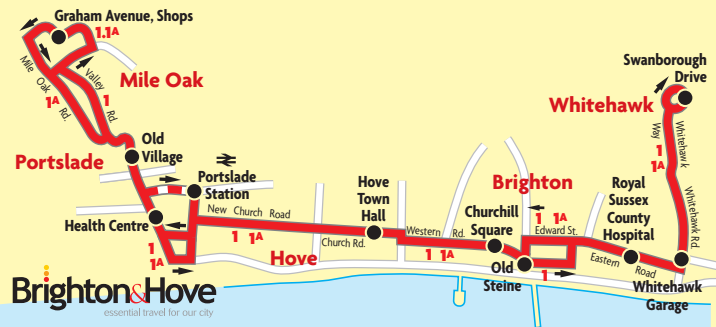 Graham Avenue, Shops
1.1A
Mile Oak
Mile Oak Rd.
1A
Valley Rd.
1
Portslade
Old
Village
Portslade
Station
Health Centre
1
1A
New Church Road
1 1A
Hove
Church Rd.
Hove
Town
Hall
Western Rd.
1 1A
Churchill
Square
Brighton
1 1A
Edward St.
Old
Steine
1
Royal
Sussex
County
Hospital
Eastern Road
Whitehawk
Garage
Whitehawk Rd.
Whitehawk Way
1
1A
Whitehawk
Swanborough
Drive
Brighton&Hove
essential travel for our city